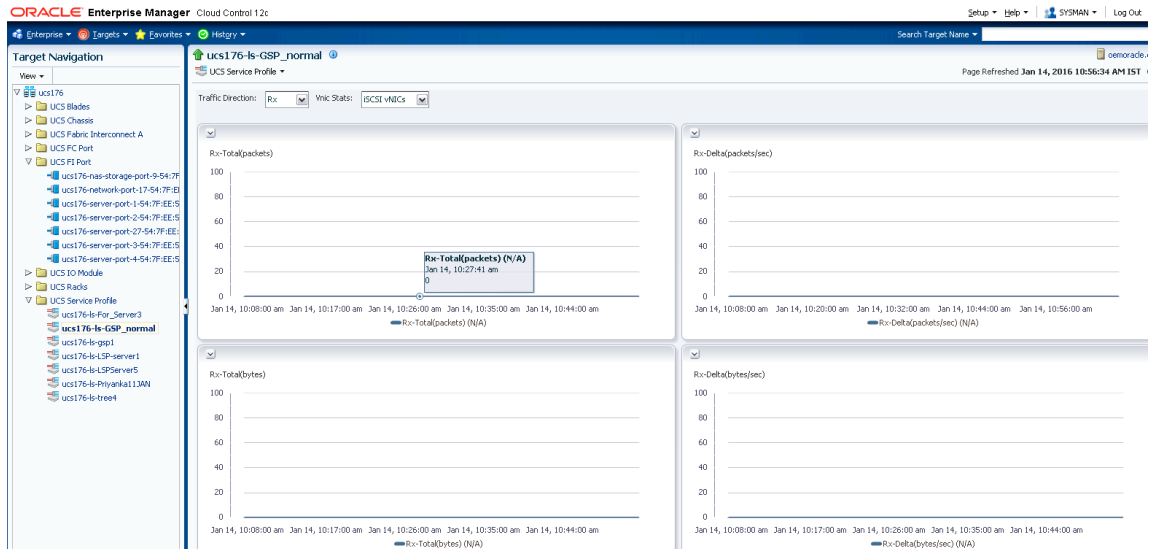 ORACLE Enterprise Manager Cloud Control 12c
Setup Help SYSMAN Log Out
Enterprise Targets Favorites History Search Target Name
Target Navigation
View
ucs176
UCS Blades
UCS Chassis
UCS Fabric Interconnect A
UCS FC Port
UCS FI Port
ucs176-nas-storage-port-9-54:7F
ucs176-network-port-17-54:7F:EE
ucs176-server-port-1-54:7F:EE:5
ucs176-server-port-2-54:7F:EE:5
ucs176-server-port-27-54:7F:EE:
ucs176-server-port-3-54:7F:EE:5
ucs176-server-port-4-54:7F:EE:5
UCS IO Module
UCS Racks
UCS Service Profile
ucs176-ls-For_Server3
ucs176-ls-GSP_normal
ucs176-ls-gsp1
ucs176-ls-LSP-server1
ucs176-ls-LSPServer5
ucs176-ls-Priyanka11JAN
ucs176-ls-tree4
ucs176-ls-GSP_normal
oemoracle.
UCS Service Profile
Page Refreshed Jan 14, 2016 10:56:34 AM IST
Traffic Direction: Rx Vnic Stats: iSCSI vNICs
Rx-Total(packets)
100
80
60
40
20
0
Rx-Total(packets) (N/A)
Jan 14, 10:27:41 am
0
Jan 14, 10:08:00 am Jan 14, 10:17:00 am Jan 14, 10:26:00 am Jan 14, 10:35:00 am Jan 14, 10:44:00 am
Rx-Total(packets) (N/A)
Rx-Delta(packets/sec)
100
80
60
40
20
0
Jan 14, 10:08:00 am Jan 14, 10:20:00 am Jan 14, 10:32:00 am Jan 14, 10:44:00 am Jan 14, 10:56:00 am
Rx-Delta(packets/sec) (N/A)
Rx-Total(bytes)
100
80
60
40
20
0
Jan 14, 10:08:00 am Jan 14, 10:17:00 am Jan 14, 10:26:00 am Jan 14, 10:35:00 am Jan 14, 10:44:00 am
Rx-Total(bytes) (N/A)
Rx-Delta(bytes/sec)
100
80
60
40
20
0
Jan 14, 10:08:00 am Jan 14, 10:17:00 am Jan 14, 10:26:00 am Jan 14, 10:35:00 am Jan 14, 10:44:00 am
Rx-Delta(bytes/sec) (N/A)